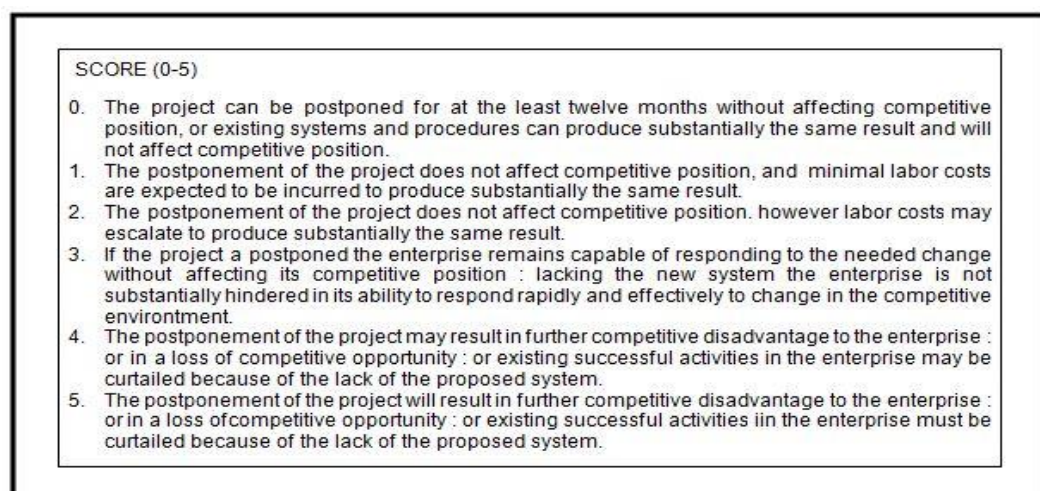 SCORE (0-5)
0. The project can be postponed for at the least twelve months without affecting competitive
position, or existing systems and procedures can produce substantially the same result and will
not affect competitive position.
1. The postponement of the project does not affect competitive position, and minimal labor costs
are expected to be incurred to produce substantially the same result.
2. The postponement of the project does not affect competitive position. however labor costs may
escalate to produce substantially the same result.
3. If the project a postponed the enterprise remains capable of responding to the needed change
without affecting its competitive position : lacking the new system the enterprise is not
substantially hindered in its ability to respond rapidly and effectively to change in the competitive
environtment.
4. The postponement of the project may result in further competitive disadvantage to the enterprise :
or in a loss of competitive opportunity : or existing successful activities in the enterprise may be
curtailed because of the lack of the proposed system.
5. The postponement of the project will result in further competitive disadvantage to the enterprise :
or in a loss ofcompetitive opportunity : or existing successful activities iin the enterprise must be
curtailed because of the lack of the proposed system.